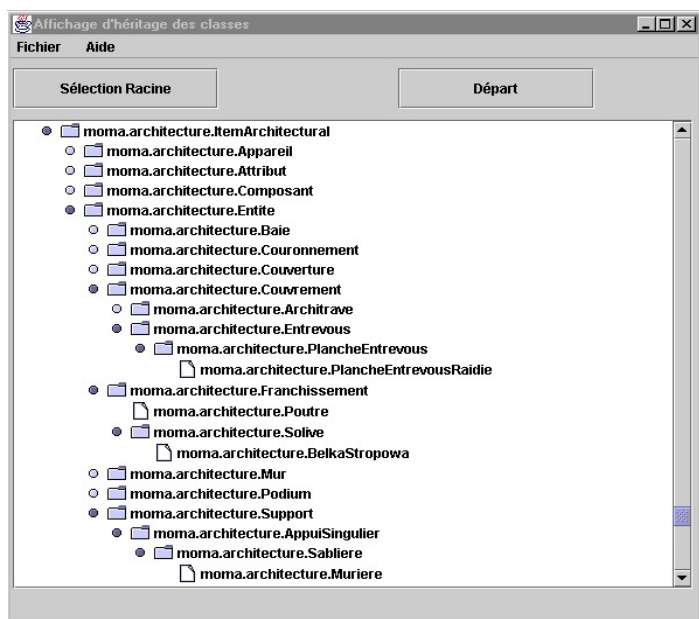 Affichage d'héritage des classes
Fichier Aide
Sélection Racine Départ
moma.architecture.ItemArchitectural
moma.architecture.Appareil
moma.architecture.Attribut
moma.architecture.Composant
moma.architecture.Entite
moma.architecture.Baie
moma.architecture.Couronnement
moma.architecture.Couverture
moma.architecture.Couvrement
moma.architecture.Architrave
moma.architecture.Entrevous
moma.architecture.PlancheEntrevous
moma.architecture.PlancheEntrevousRaidie
moma.architecture.Franchissement
moma.architecture.Poutre
moma.architecture.Solive
moma.architecture.BelkaStropowa
moma.architecture.Mur
moma.architecture.Podium
moma.architecture.Support
moma.architecture.AppuiSingulier
moma.architecture.Sabliere
moma.architecture.Muriere